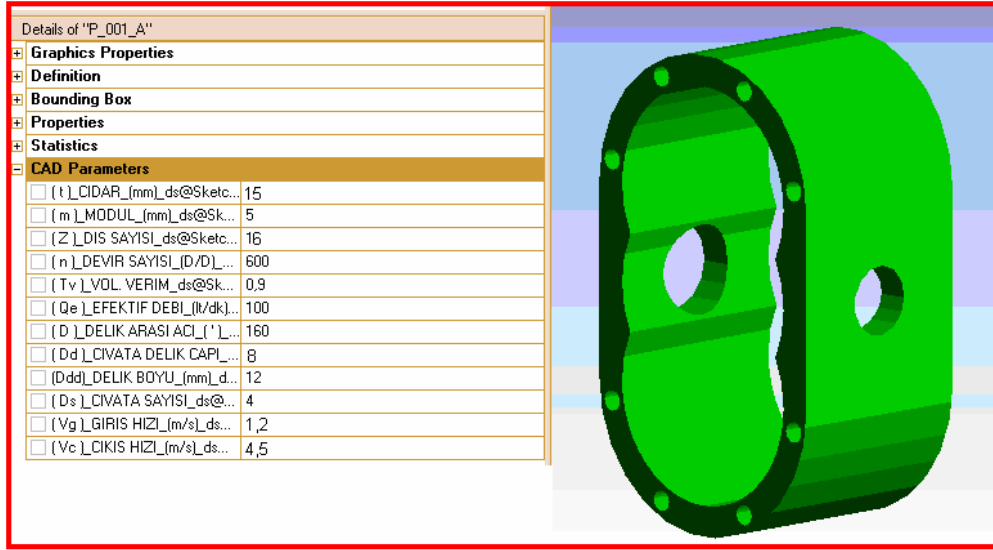 Details of "P_001_A"
Graphics Properties
Definition
Bounding Box
Properties
Statistics
CAD Parameters
( t )_CIDAR_(mm)_ds@Sketc... 15
( m )_MODUL_(mm)_ds@Sk... 5
( Z )_DIS SAYISI_ds@Sketc... 16
( n )_DEVIR SAYISI_(D/D)_... 600
( Tv )_VOL. VERIM_ds@Sk... 0,9
( Qe )_EFEKTIF DEBI_(lt/dk)... 100
( D )_DELIK ARASI ACI_( ' )_... 160
( Dd )_CIVATA DELIK CAPI_... 8
(Ddd)_DELIK BOYU_(mm)_d... 12
( Ds )_CIVATA SAYISI_ds@... 4
( Vg )_GIRIS HIZI_(m/s)_ds... 1,2
( Vc )_CIKIS HIZI_(m/s)_ds... 4,5